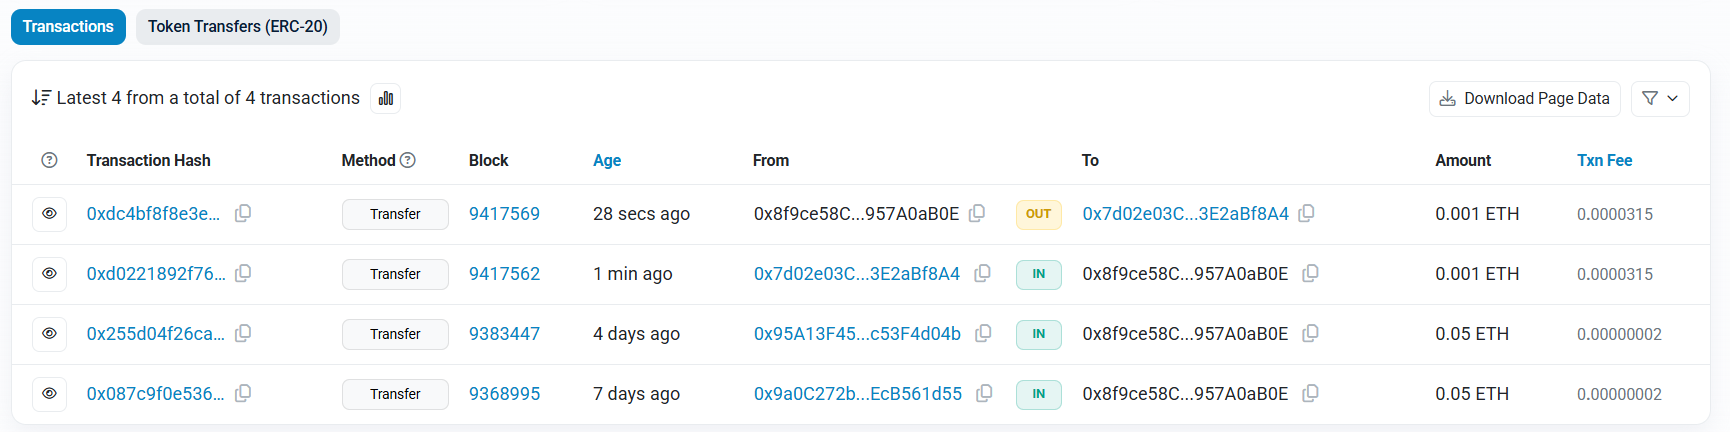 Transactions Token Transfers (ERC-20)
Latest 4 from a total of 4 transactions Download Page Data
Transaction Hash Method Block Age From To Amount Txn Fee
0xdc4bf8f8e3e... Transfer 9417569 28 secs ago 0x8f9ce58C...957A0aB0E OUT 0x7d02e03C...3E2aBf8A4 0.001 ETH 0.0000315
0xd0221892f76... Transfer 9417562 1 min ago 0x7d02e03C...3E2aBf8A4 IN 0x8f9ce58C...957A0aB0E 0.001 ETH 0.0000315
0x255d04f26ca... Transfer 9383447 4 days ago 0x95A13F45...c53F4d04b IN 0x8f9ce58C...957A0aB0E 0.05 ETH 0.00000002
0x087c9f0e536... Transfer 9368995 7 days ago 0x9a0C272b...EcB561d55 IN 0x8f9ce58C...957A0aB0E 0.05 ETH 0.00000002